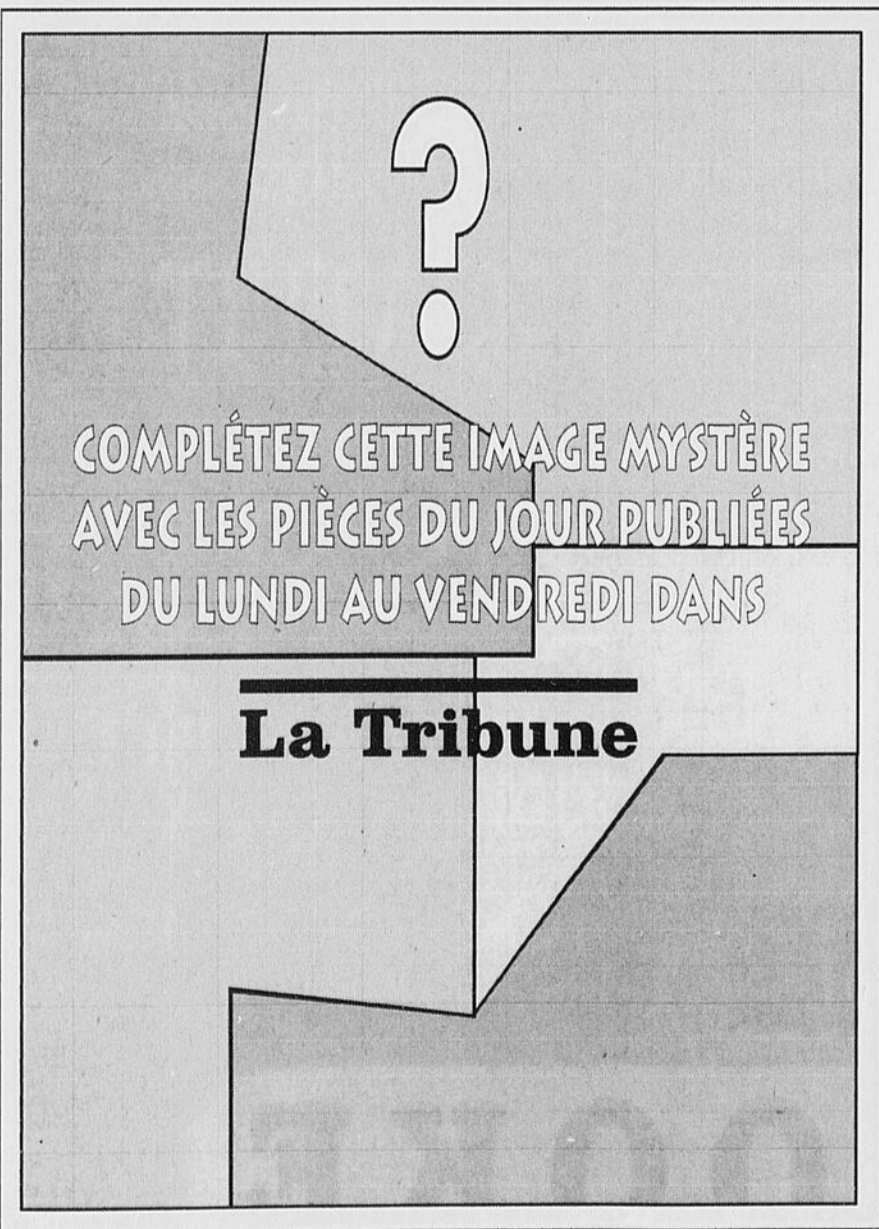 ?
COMPLÉTEZ CETTE IMAGE MYSTÈRE
AVEC LES PIÈCES DU JOUR PUBLIÉES
DU LUNDI AU VENDREDI DANS
La Tribune